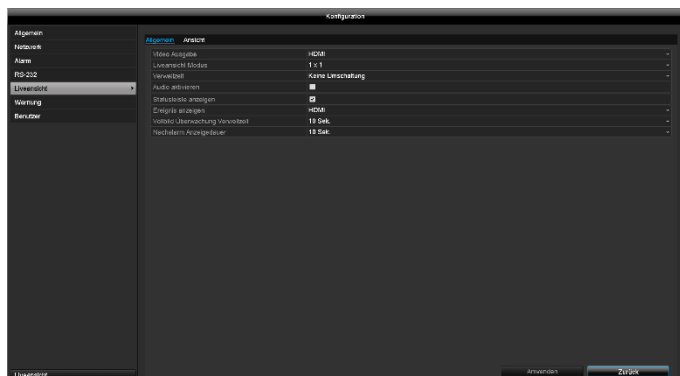 Konfiguration
Allgemein
Netzwerk
Alarm
RS-232
Liveansicht
Warnung
Benutzer
Allgemein Ansicht
Video Ausgabe HDMI
Liveansicht Modus 1 x 1
Verweilzeit Keine Umschaltung
Audio aktivieren
Statusleiste anzeigen
Ereignis anzeigen HDMI
Vollbild Überwachung Verweilzeit 10 Sek.
Nachalarm Anzeigedauer 10 Sek.
Liveansicht
Anwenden Zurück